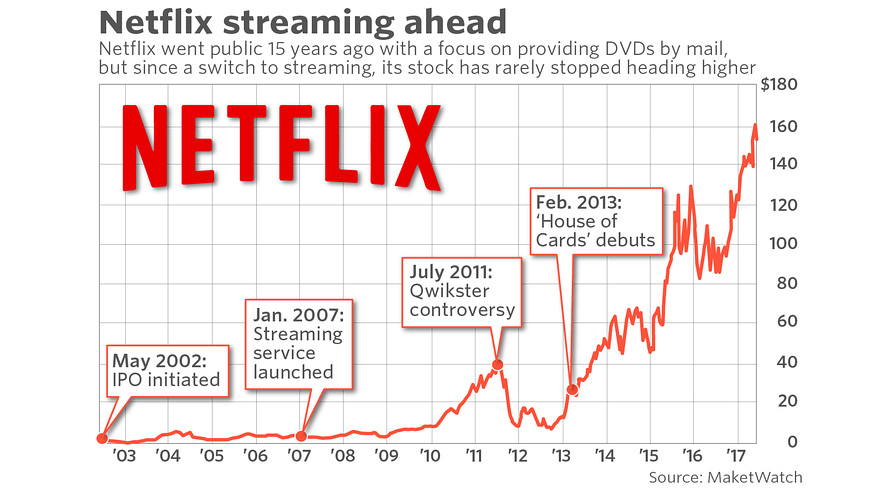 Netflix streaming ahead
Netflix went public 15 years ago with a focus on providing DVDs by mail,
but since a switch to streaming, its stock has rarely stopped heading higher
$180
NETFLIX
160
140
120
100
80
60
40
20
0
Feb. 2013:
‘House of
Cards’ debuts
July 2011:
Qwikster
controversy
Jan. 2007:
Streaming
service
launched
May 2002:
IPO initiated
’03 ’04 ’05 ’06 ’07 ’08 ’09 ’10 ’11 ’12 ’13 ’14 ’15 ’16 ’17
Source: MaketWatch